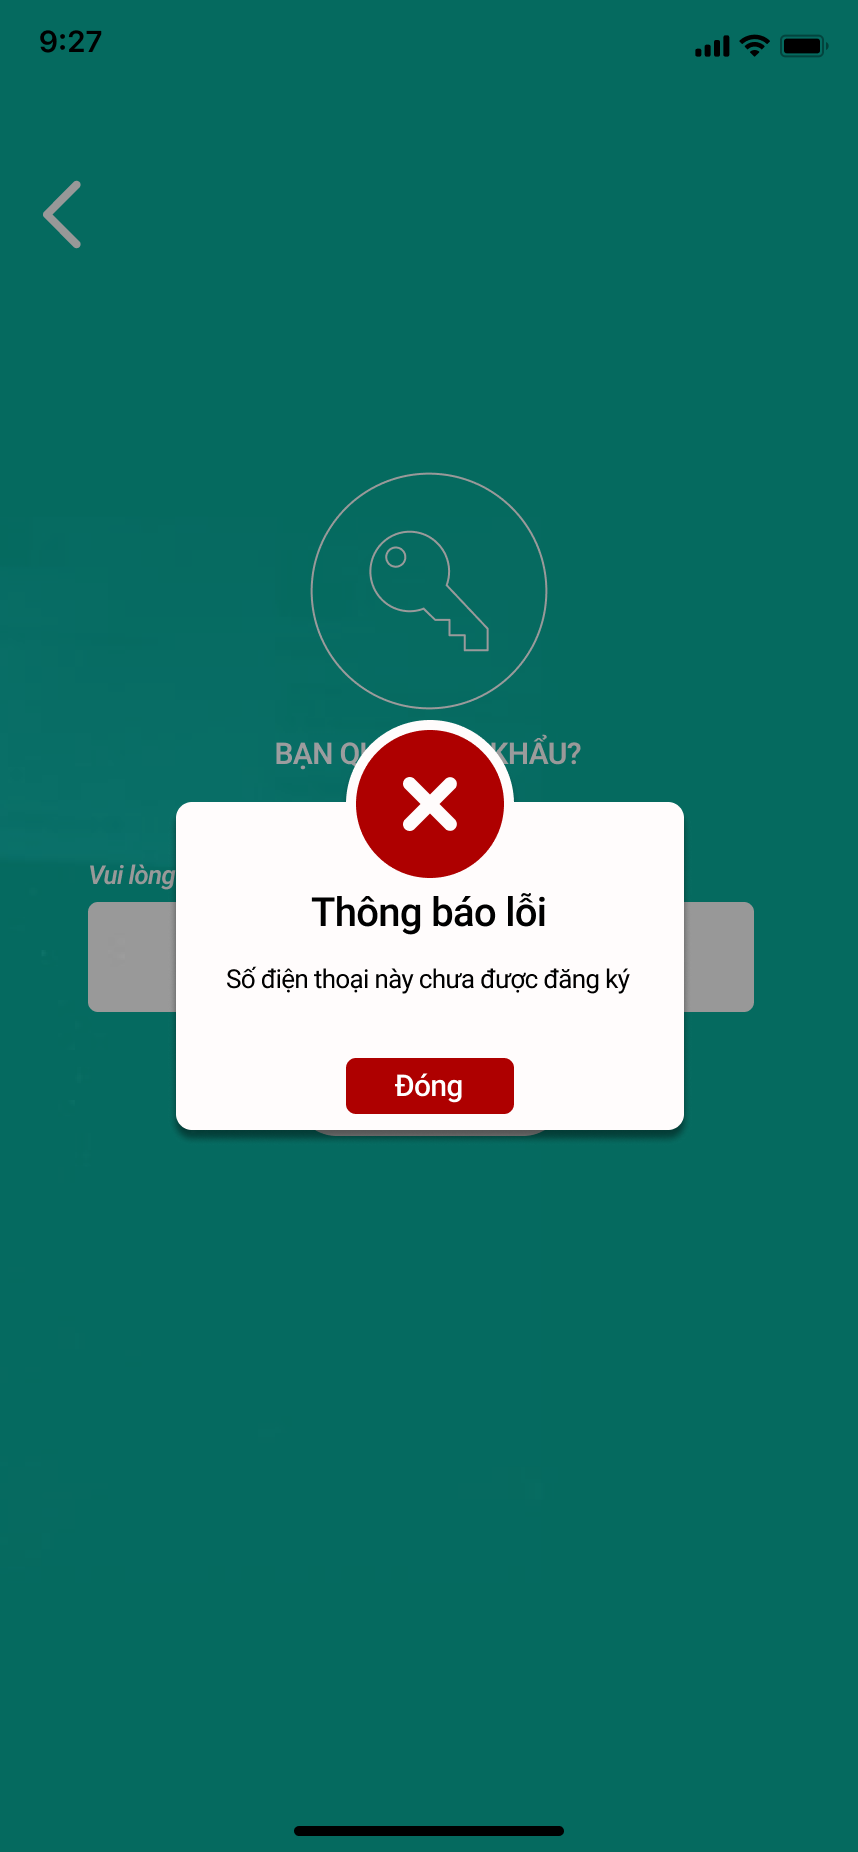 9:27
BẠN KHẨU?
Vui lòng
Thông báo lỗi
Số điện thoại này chưa được đăng ký
Đóng